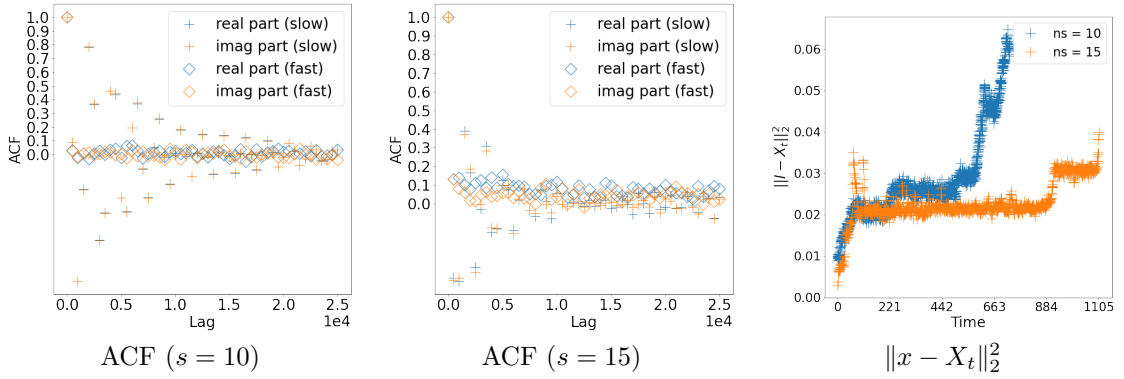 1.0
0.9
0.8
0.7
0.6
0.5
0.4
0.3
0.2
0.1
0.0
ACF
real part (slow)
imag part (slow)
real part (fast)
imag part (fast)
0.0 0.5 1.0 1.5 2.0 2.5
1e4
Lag
ACF (s = 10)
1.0
0.9
0.8
0.7
0.6
0.5
0.4
0.3
0.2
0.1
0.0
ACF
real part (slow)
imag part (slow)
real part (fast)
imag part (fast)
0.0 0.5 1.0 1.5 2.0 2.5
1e4
Lag
ACF (s = 15)
0.06
0.05
0.04
0.03
0.02
0.01
0.00
||I − X_t||_2^2
ns = 10
ns = 15
0 221 442 663 884 1105
Time
‖x − X_t‖_2^2